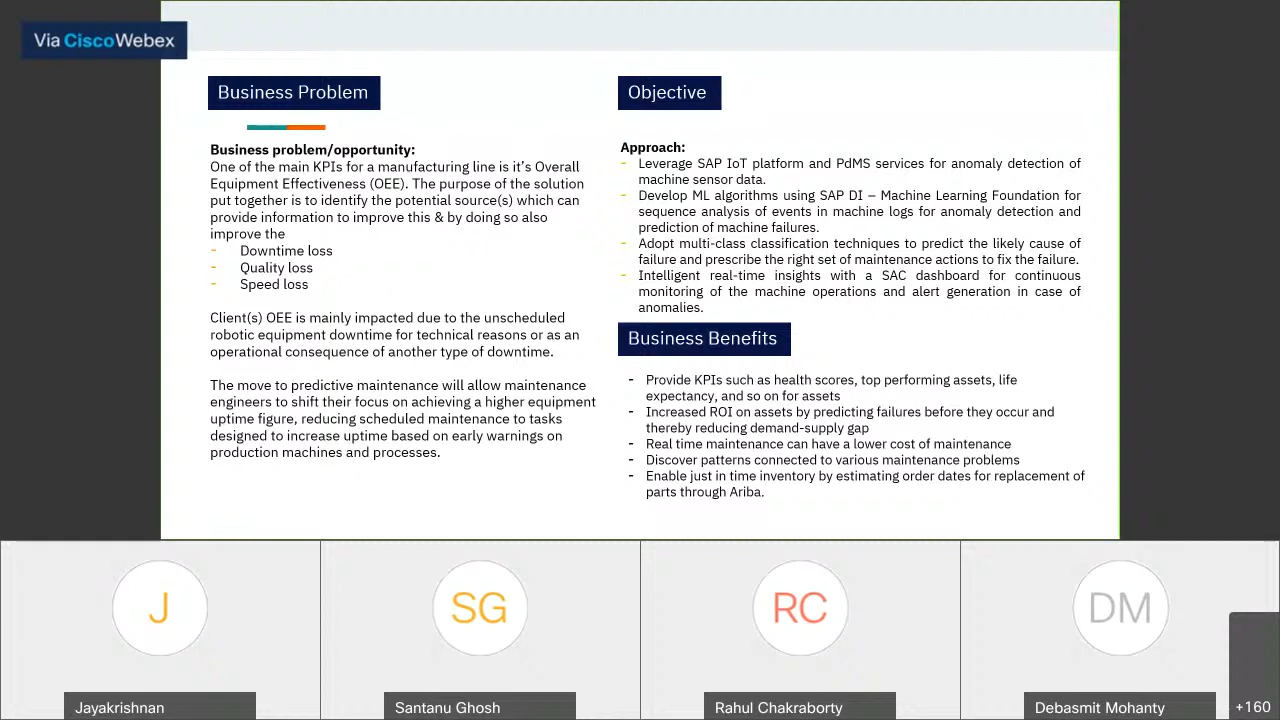 Via CiscoWebex
Business Problem
Business problem/opportunity:
One of the main KPIs for a manufacturing line is it's Overall
Equipment Effectiveness (OEE). The purpose of the solution
put together is to identify the potential source(s) which can
provide information to improve this & by doing so also
improve the
- Downtime loss
- Quality loss
- Speed loss
Client(s) OEE is mainly impacted due to the unscheduled
robotic equipment downtime for technical reasons or as an
operational consequence of another type of downtime.
The move to predictive maintenance will allow maintenance
engineers to shift their focus on achieving a higher equipment
uptime figure, reducing scheduled maintenance to tasks
designed to increase uptime based on early warnings on
production machines and processes.
Objective
Approach:
- Leverage SAP IoT platform and PdMS services for anomaly detection of
machine sensor data.
- Develop ML algorithms using SAP DI – Machine Learning Foundation for
sequence analysis of events in machine logs for anomaly detection and
prediction of machine failures.
- Adopt multi-class classification techniques to predict the likely cause of
failure and prescribe the right set of maintenance actions to fix the failure.
- Intelligent real-time insights with a SAC dashboard for continuous
monitoring of the machine operations and alert generation in case of
anomalies.
Business Benefits
- Provide KPIs such as health scores, top performing assets, life
expectancy, and so on for assets
- Increased ROI on assets by predicting failures before they occur and
thereby reducing demand-supply gap
- Real time maintenance can have a lower cost of maintenance
- Discover patterns connected to various maintenance problems
- Enable just in time inventory by estimating order dates for replacement of
parts through Ariba.
J
SG
RC
DM
Jayakrishnan
Santanu Ghosh
Rahul Chakraborty
Debasmit Mohanty
+160